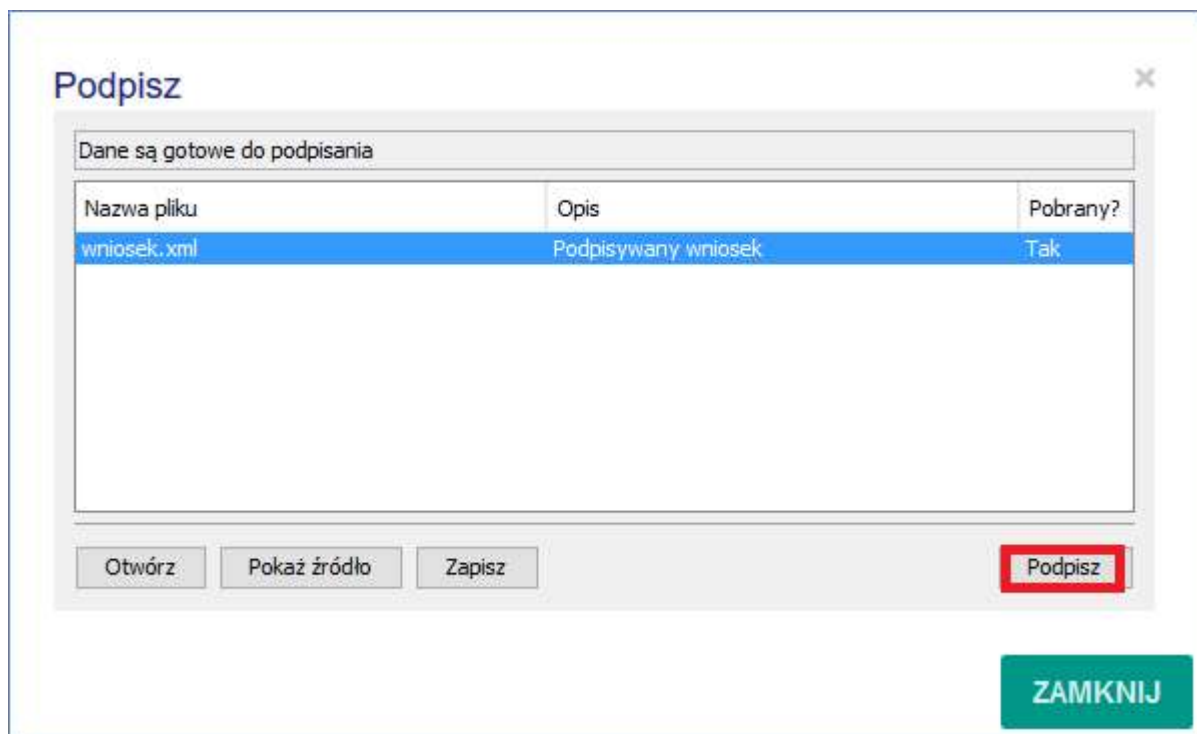 Podpisz
Dane są gotowe do podpisania
Nazwa pliku Opis Pobrany?
wniosek.xml Podpisywany wniosek Tak
Otwórz Pokaż źródło Zapisz Podpisz
ZAMKNIJ